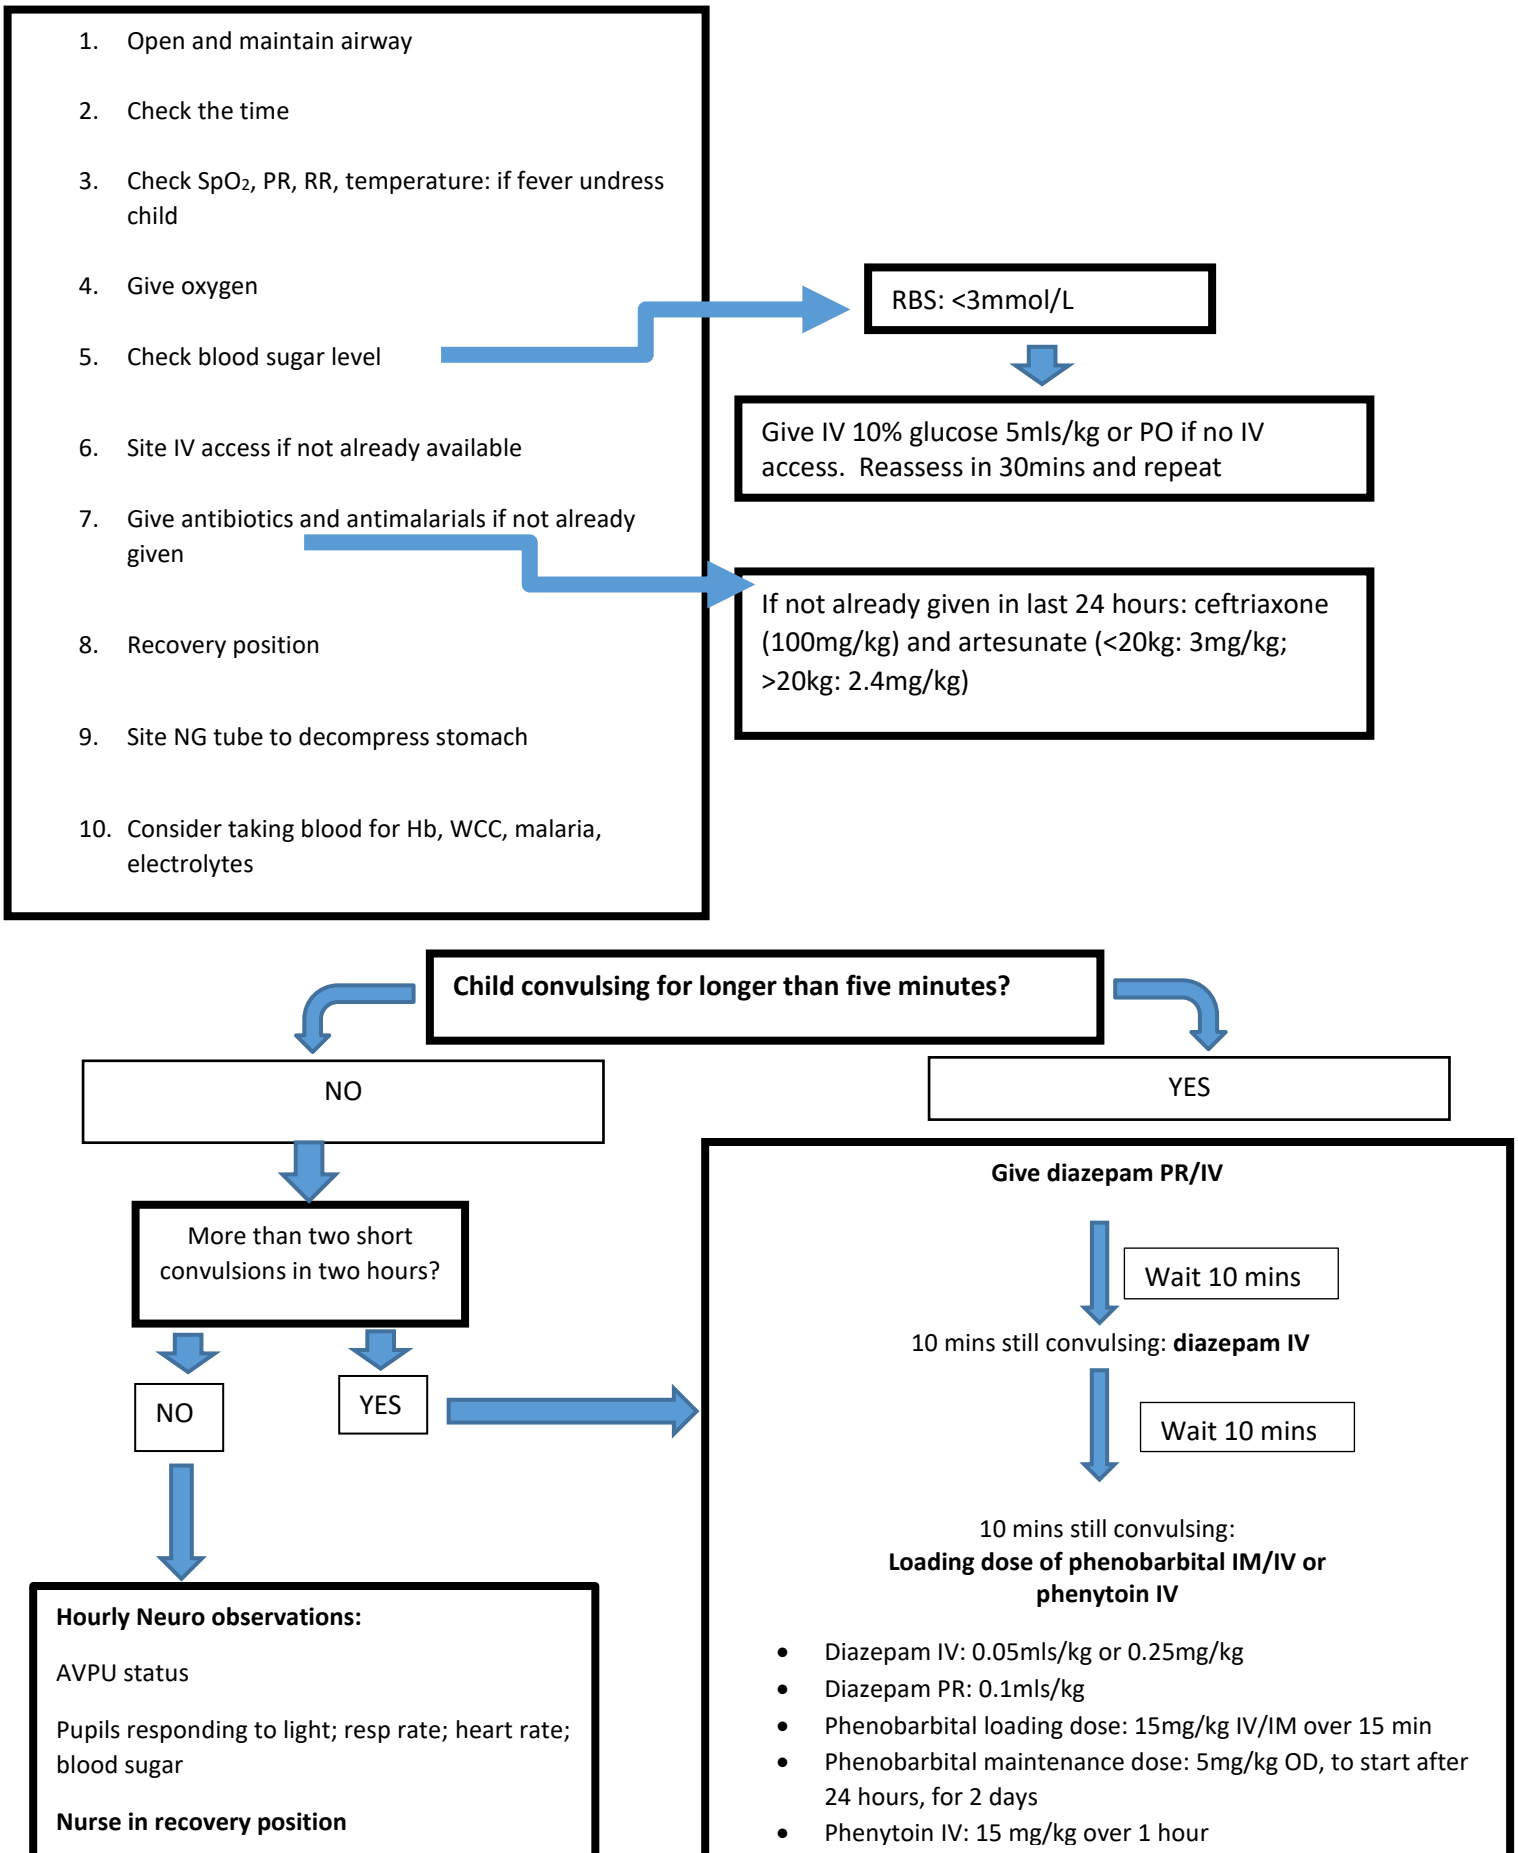 1. Open and maintain airway
2. Check the time
3. Check SpO₂, PR, RR, temperature: if fever undress
child
4. Give oxygen
5. Check blood sugar level
6. Site IV access if not already available
7. Give antibiotics and antimalarials if not already
given
8. Recovery position
9. Site NG tube to decompress stomach
10. Consider taking blood for Hb, WCC, malaria,
electrolytes
RBS: <3mmol/L
Give IV 10% glucose 5mls/kg or PO if no IV
access. Reassess in 30mins and repeat
If not already given in last 24 hours: ceftriaxone
(100mg/kg) and artesunate (<20kg: 3mg/kg;
>20kg: 2.4mg/kg)
Child convulsing for longer than five minutes?
NO
YES
More than two short
convulsions in two hours?
NO
YES
Hourly Neuro observations:
AVPU status
Pupils responding to light; resp rate; heart rate;
blood sugar
Nurse in recovery position
Give diazepam PR/IV
Wait 10 mins
10 mins still convulsing: diazepam IV
Wait 10 mins
10 mins still convulsing:
Loading dose of phenobarbital IM/IV or
phenytoin IV
• Diazepam IV: 0.05mls/kg or 0.25mg/kg
• Diazepam PR: 0.1mls/kg
• Phenobarbital loading dose: 15mg/kg IV/IM over 15 min
• Phenobarbital maintenance dose: 5mg/kg OD, to start after
24 hours, for 2 days
• Phenytoin IV: 15 mg/kg over 1 hour